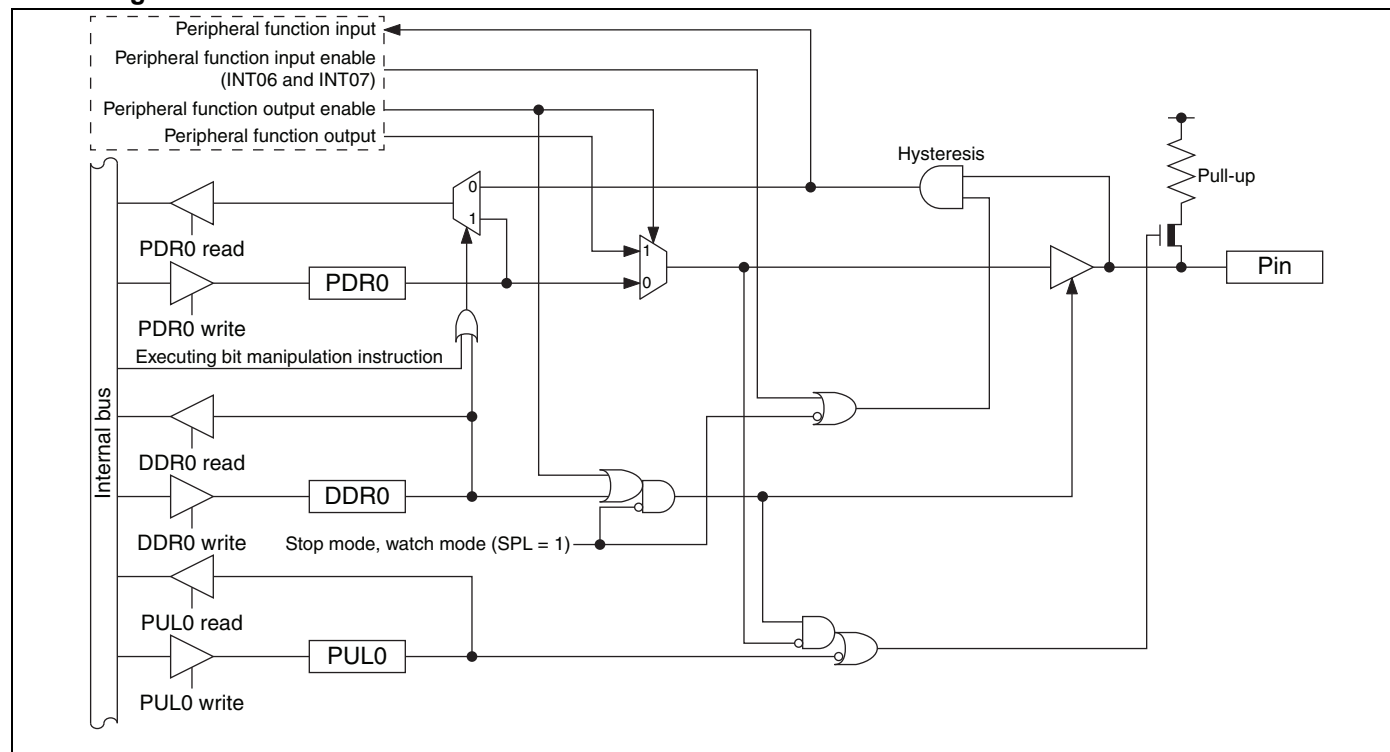 Peripheral function input
Peripheral function input enable
(INT06 and INT07)
Peripheral function output enable
Peripheral function output
Hysteresis
Pull-up
0
1
PDR0 read
1
0
PDR0
Pin
PDR0 write
Executing bit manipulation instruction
Internal bus
DDR0 read
DDR0
DDR0 write
Stop mode, watch mode (SPL = 1)
PUL0 read
PUL0
PUL0 write